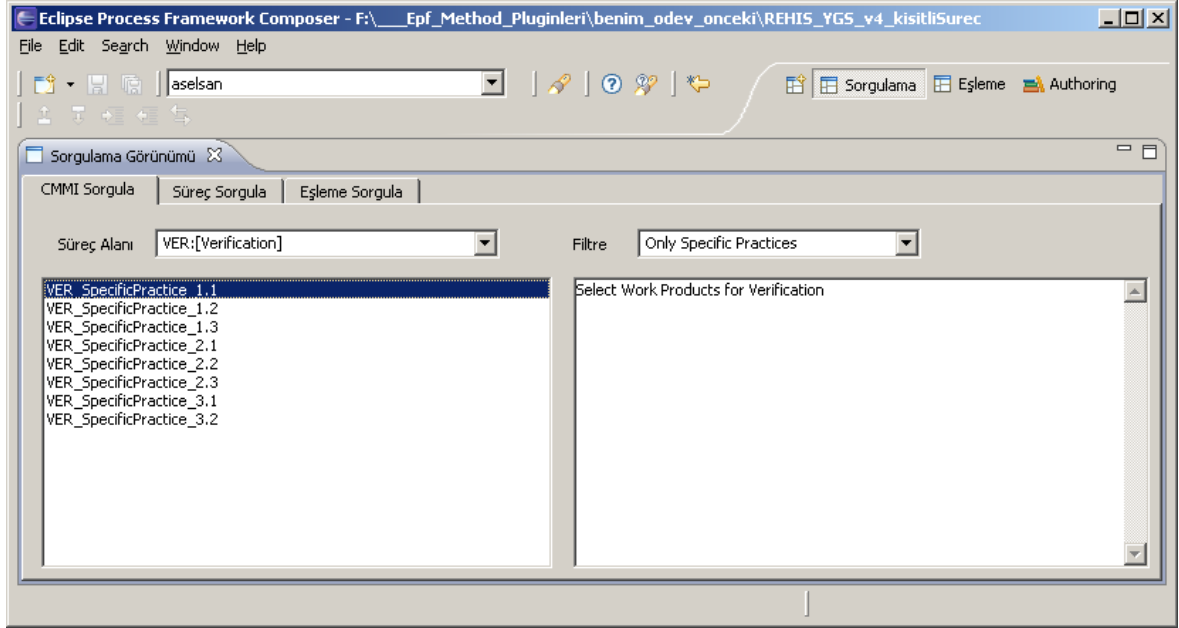 Eclipse Process Framework Composer - F:\___Epf_Method_Pluginleri\benim_odev_onceki\REHIS_YGS_v4_kisitliSurec
File Edit Search Window Help
aselsan Sorgulama Eşleme Authoring
Sorgulama Görünümü
CMMI Sorgula Süreç Sorgula Eşleme Sorgula
Süreç Alanı VER:[Verification] Filtre Only Specific Practices
VER_SpecificPractice_1.1 Select Work Products for Verification
VER_SpecificPractice_1.2
VER_SpecificPractice_1.3
VER_SpecificPractice_2.1
VER_SpecificPractice_2.2
VER_SpecificPractice_2.3
VER_SpecificPractice_3.1
VER_SpecificPractice_3.2